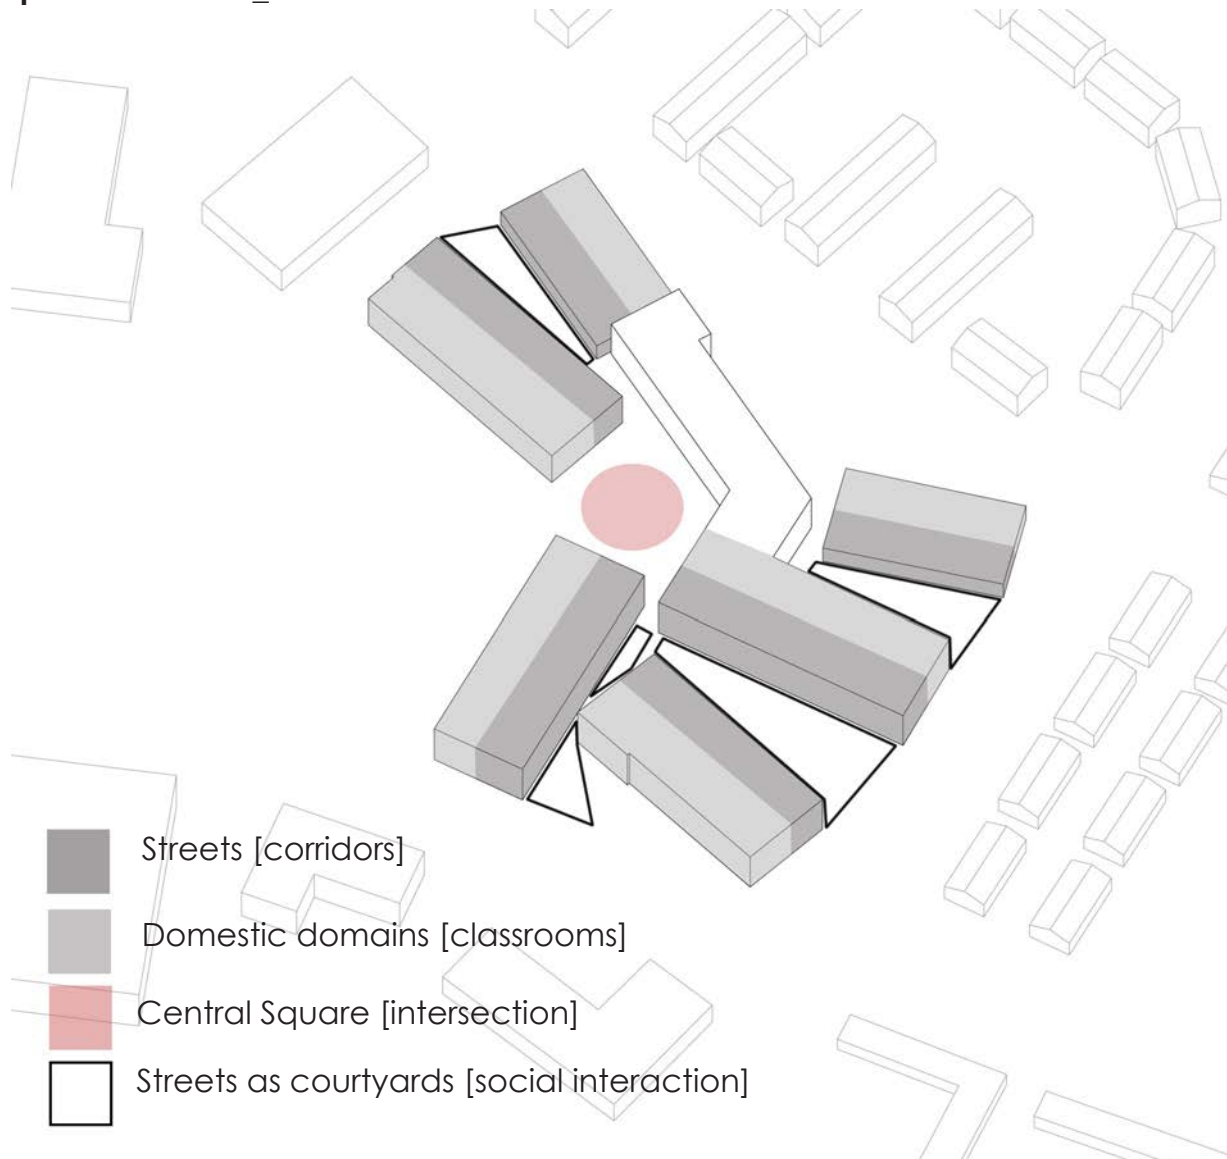 Streets [corridors]
Domestic domains [classrooms]
Central Square [intersection]
Streets as courtyards [social interaction]